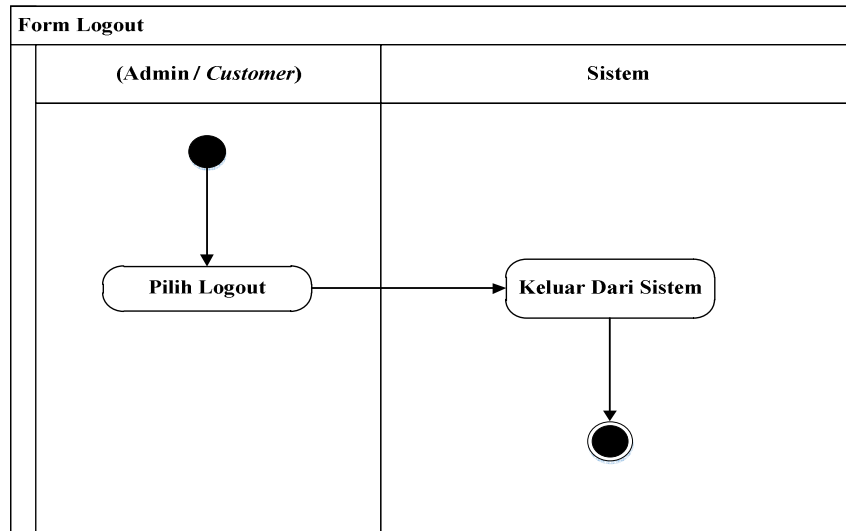 Form Logout
(Admin / Customer)
Sistem
Pilih Logout
Keluar Dari Sistem